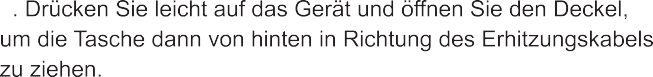 . Drücken Sie leicht auf das Gerät und öffnen Sie den Deckel,
um die Tasche dann von hinten in Richtung des Erhitzungskabels
zu ziehen.